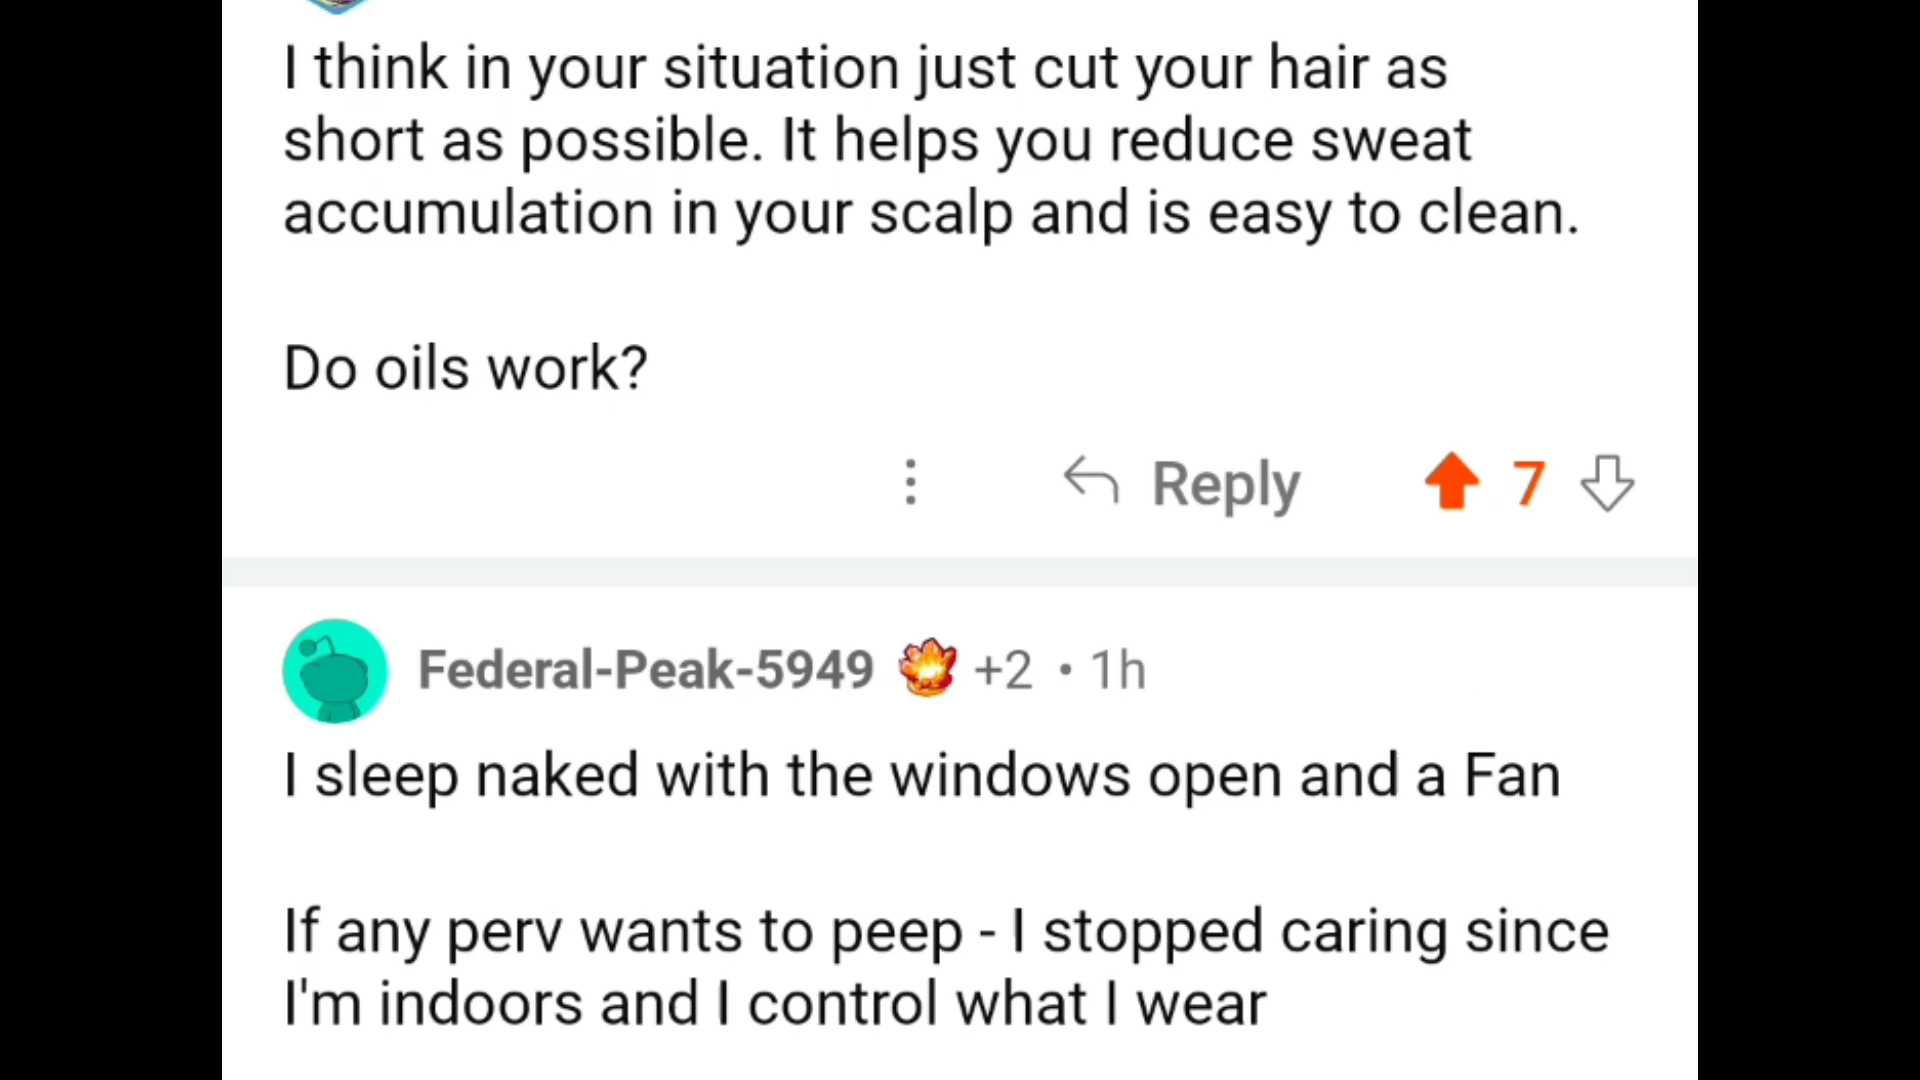 I think in your situation just cut your hair as
short as possible. It helps you reduce sweat
accumulation in your scalp and is easy to clean.
Do oils work?
Reply 7
Federal-Peak-5949 +2 • 1h
I sleep naked with the windows open and a Fan
If any perv wants to peep - I stopped caring since
I'm indoors and I control what I wear